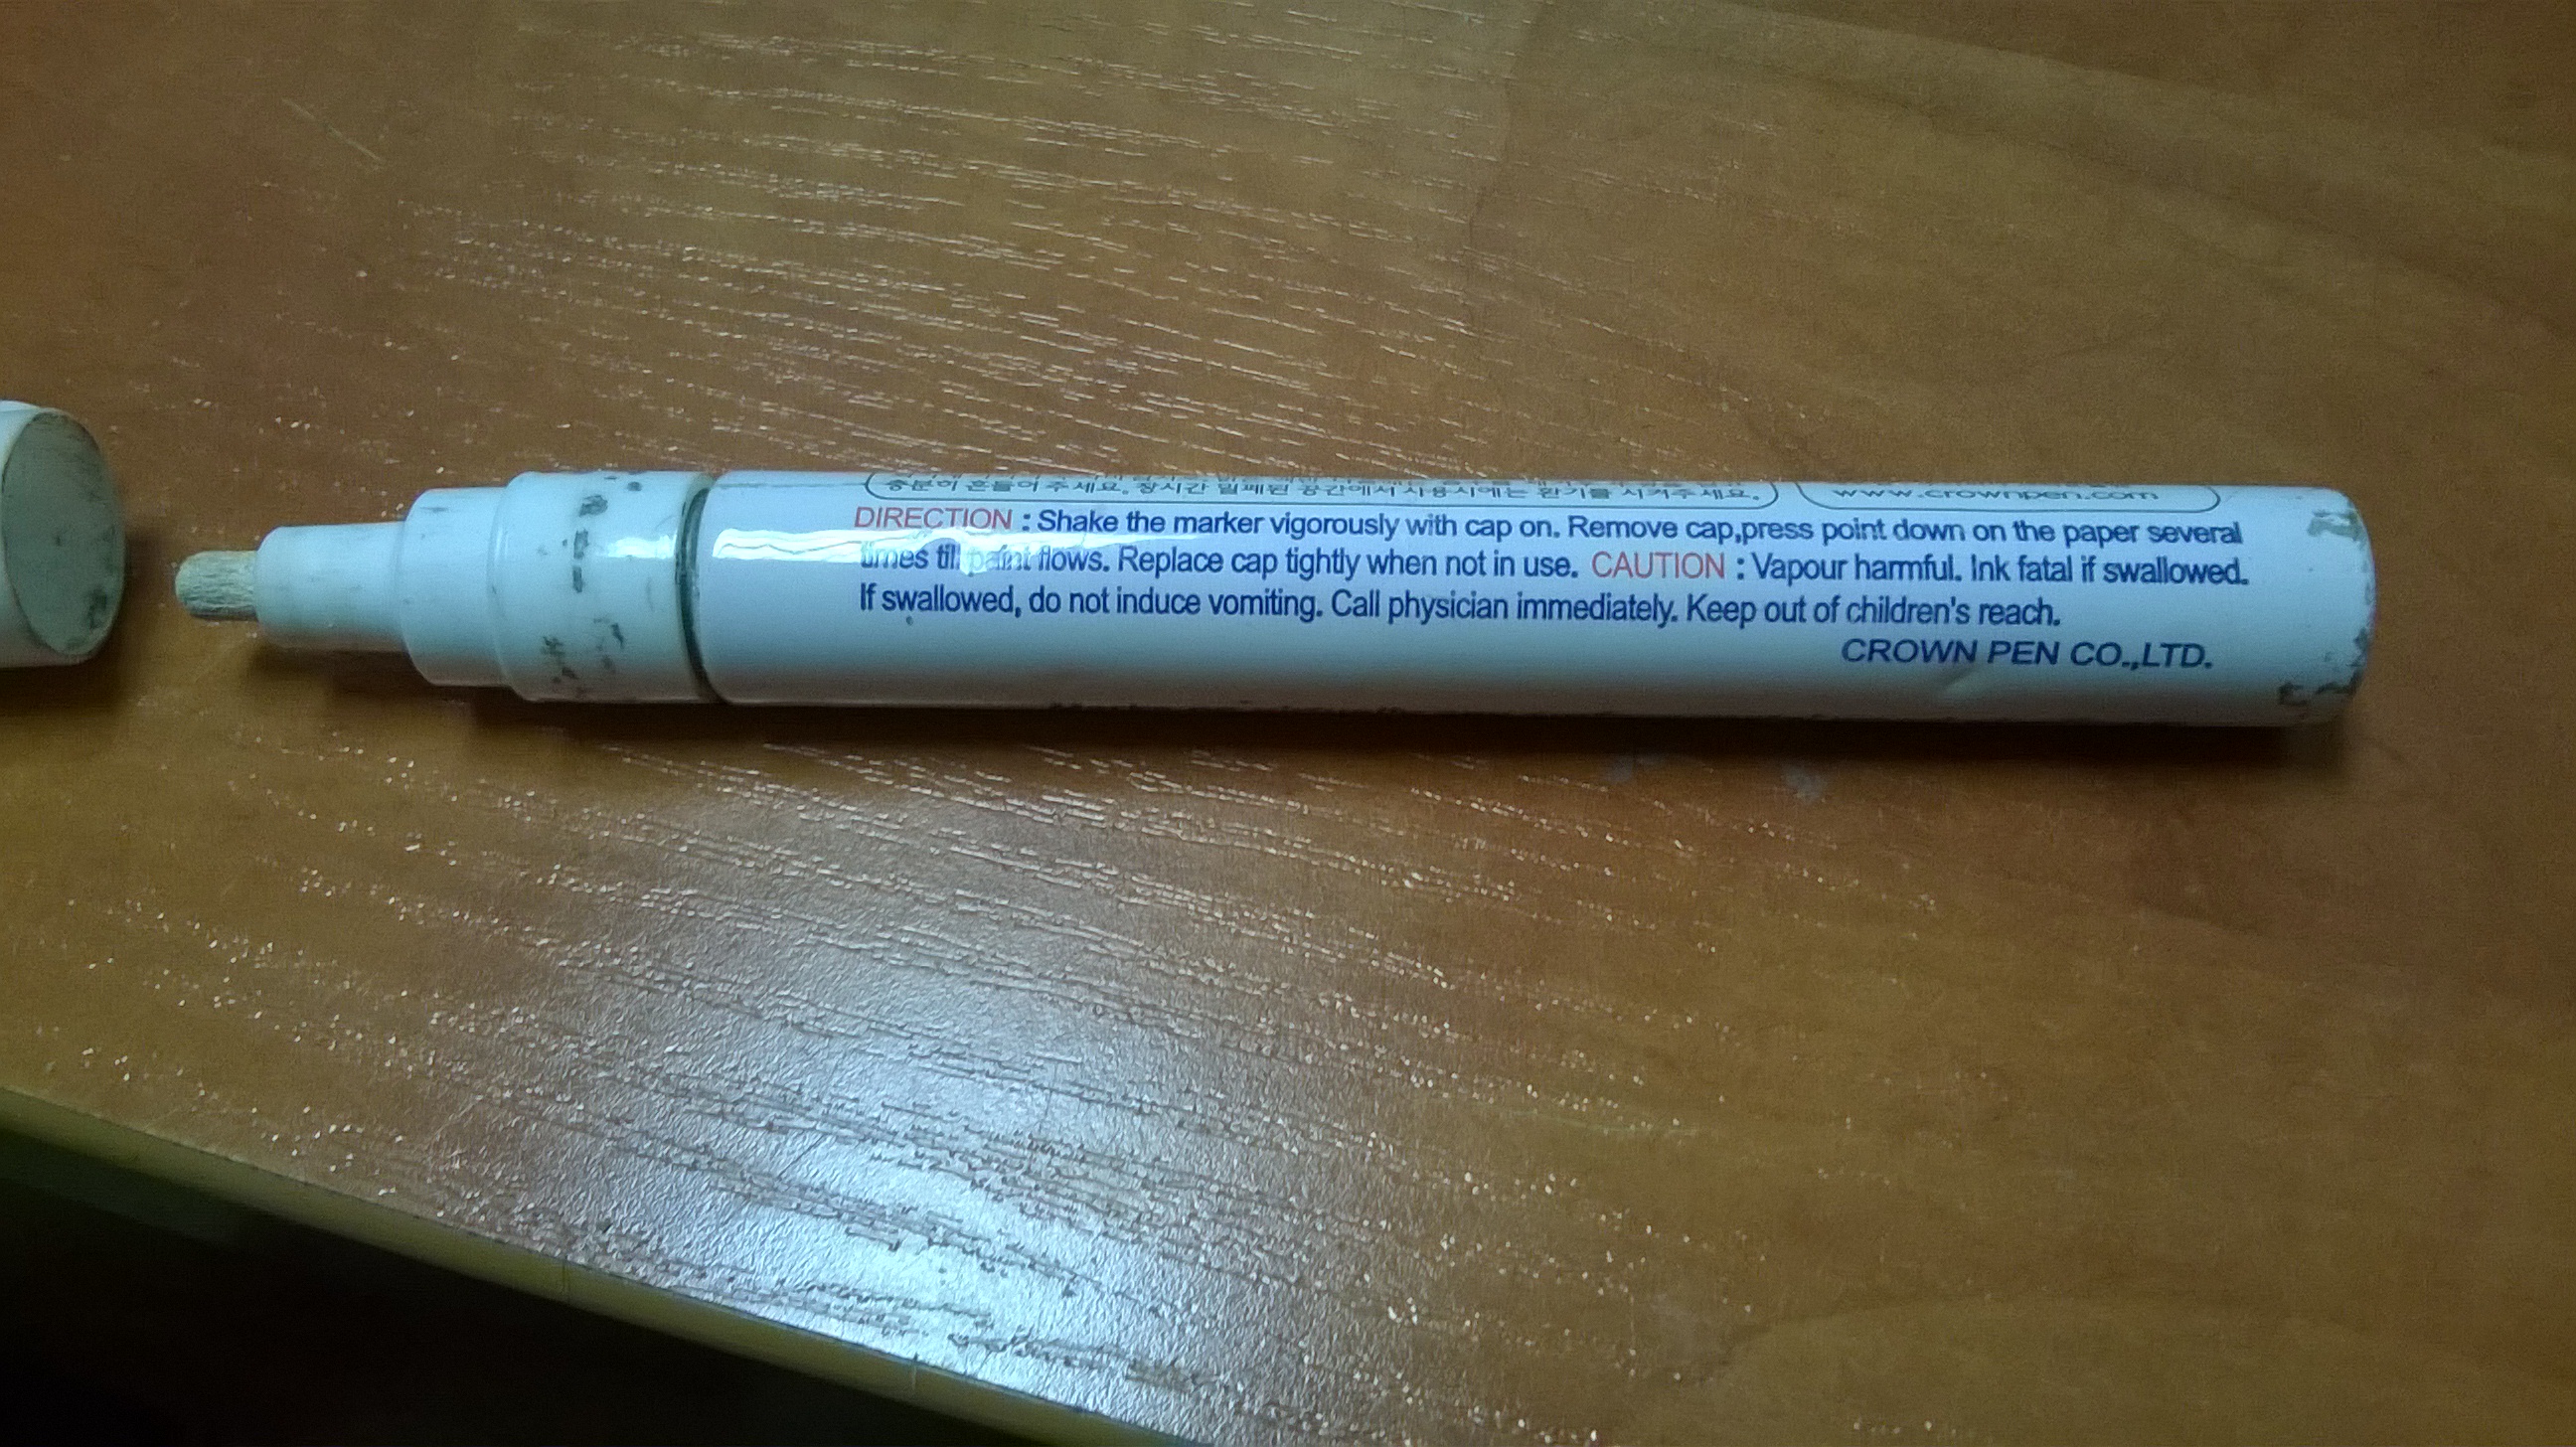 충분히 흔들어 주세요. 장시간 밀폐된 공간에서 사용시에는 환기를 시켜주세요.
www.crownpen.com
DIRECTION : Shake the marker vigorously with cap on. Remove cap,press point down on the paper several
times till paint flows. Replace cap tightly when not in use. CAUTION : Vapour harmful. Ink fatal if swallowed.
If swallowed, do not induce vomiting. Call physician immediately. Keep out of children's reach.
CROWN PEN CO.,LTD.